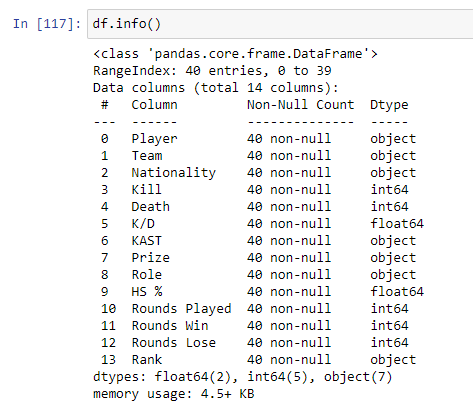 In [117]: df.info()
<class 'pandas.core.frame.DataFrame'>
RangeIndex: 40 entries, 0 to 39
Data columns (total 14 columns):
 #   Column         Non-Null Count  Dtype
---  ------         --------------  -----
 0   Player         40 non-null     object
 1   Team           40 non-null     object
 2   Nationality    40 non-null     object
 3   Kill           40 non-null     int64
 4   Death          40 non-null     int64
 5   K/D            40 non-null     float64
 6   KAST           40 non-null     object
 7   Prize          40 non-null     object
 8   Role           40 non-null     object
 9   HS %           40 non-null     float64
 10  Rounds Played  40 non-null     int64
 11  Rounds Win     40 non-null     int64
 12  Rounds Lose    40 non-null     int64
 13  Rank           40 non-null     object
dtypes: float64(2), int64(5), object(7)
memory usage: 4.5+ KB